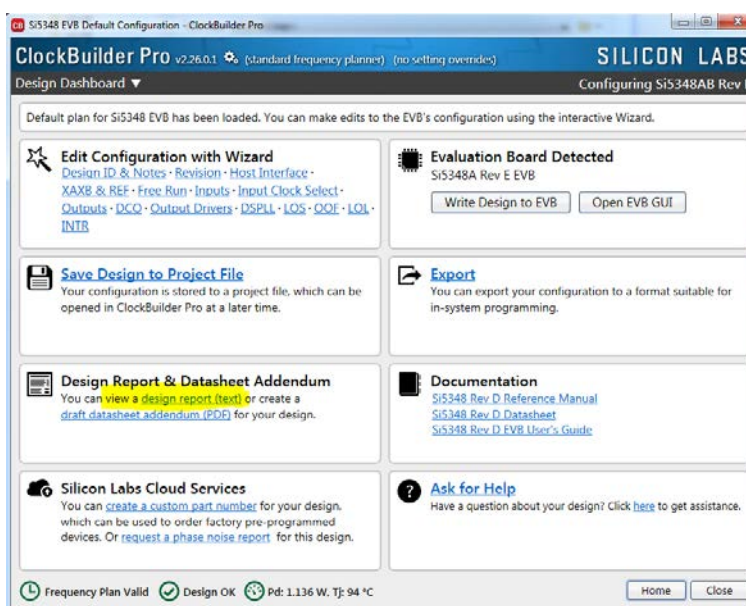 Si5348 EVB Default Configuration - ClockBuilder Pro
ClockBuilder Pro v2.26.0.1 (standard frequency planner) (no setting overrides)
SILICON LABS
Design Dashboard ▼
Configuring Si5348AB Rev
Default plan for Si5348 EVB has been loaded. You can make edits to the EVB's configuration using the interactive Wizard.
Edit Configuration with Wizard
Design ID & Notes · Revision · Host Interface ·
XAXB & REF · Free Run · Inputs · Input Clock Select ·
Outputs · DCO · Output Drivers · DSPLL · LOS · OOF · LOL ·
INTR
Evaluation Board Detected
Si5348A Rev E EVB
Write Design to EVB
Open EVB GUI
Save Design to Project File
Your configuration is stored to a project file, which can be
opened in ClockBuilder Pro at a later time.
Export
You can export your configuration to a format suitable for
in-system programming.
Design Report & Datasheet Addendum
You can view a design report (text) or create a
draft datasheet addendum (PDF) for your design.
Documentation
Si5348 Rev D Reference Manual
Si5348 Rev D Datasheet
Si5348 Rev D EVB User's Guide
Silicon Labs Cloud Services
You can create a custom part number for your design,
which can be used to order factory pre-programmed
devices. Or request a phase noise report for this design.
Ask for Help
Have a question about your design? Click here to get assistance.
Frequency Plan Valid
Design OK
Pd: 1.136 W, Tj: 94 °C
Home
Close